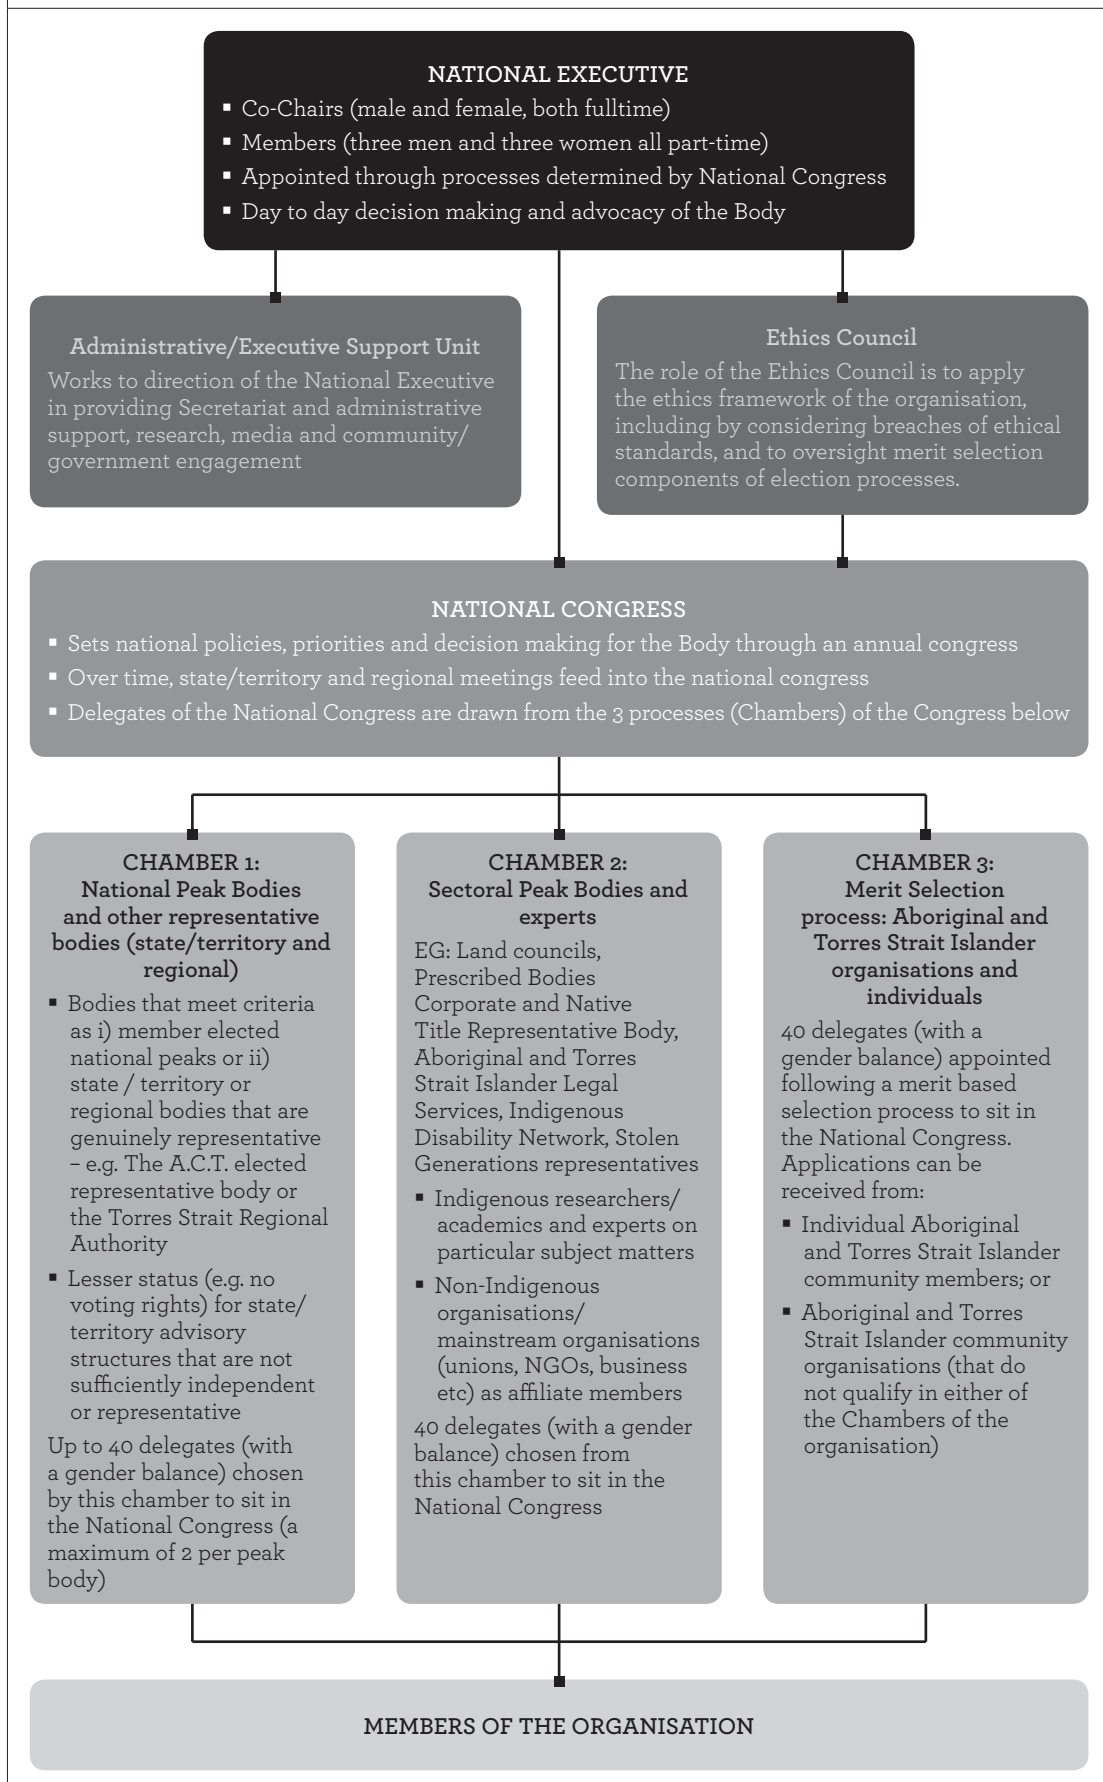 NATIONAL EXECUTIVE
▪ Co-Chairs (male and female, both fulltime)
▪ Members (three men and three women all part-time)
▪ Appointed through processes determined by National Congress
▪ Day to day decision making and advocacy of the Body
Administrative/Executive Support Unit
Works to direction of the National Executive
in providing Secretariat and administrative
support, research, media and community/
government engagement
Ethics Council
The role of the Ethics Council is to apply
the ethics framework of the organisation,
including by considering breaches of ethical
standards, and to oversight merit selection
components of election processes.
NATIONAL CONGRESS
▪ Sets national policies, priorities and decision making for the Body through an annual congress
▪ Over time, state/territory and regional meetings feed into the national congress
▪ Delegates of the National Congress are drawn from the 3 processes (Chambers) of the Congress below
CHAMBER 1:
National Peak Bodies
and other representative
bodies (state/territory and
regional)
▪ Bodies that meet criteria
as i) member elected
national peaks or ii)
state / territory or
regional bodies that are
genuinely representative
– e.g. The A.C.T. elected
representative body or
the Torres Strait Regional
Authority
▪ Lesser status (e.g. no
voting rights) for state/
territory advisory
structures that are not
sufficiently independent
or representative
Up to 40 delegates (with
a gender balance) chosen
by this chamber to sit in
the National Congress (a
maximum of 2 per peak
body)
CHAMBER 2:
Sectoral Peak Bodies and
experts
EG: Land councils,
Prescribed Bodies
Corporate and Native
Title Representative Body,
Aboriginal and Torres
Strait Islander Legal
Services, Indigenous
Disability Network, Stolen
Generations representatives
▪ Indigenous researchers/
academics and experts on
particular subject matters
▪ Non-Indigenous
organisations/
mainstream organisations
(unions, NGOs, business
etc) as affiliate members
40 delegates (with a gender
balance) chosen from
this chamber to sit in the
National Congress
CHAMBER 3:
Merit Selection
process: Aboriginal and
Torres Strait Islander
organisations and
individuals
40 delegates (with a
gender balance) appointed
following a merit based
selection process to sit in
the National Congress.
Applications can be
received from:
▪ Individual Aboriginal
and Torres Strait Islander
community members; or
▪ Aboriginal and Torres
Strait Islander community
organisations (that do
not qualify in either of
the Chambers of the
organisation)
MEMBERS OF THE ORGANISATION